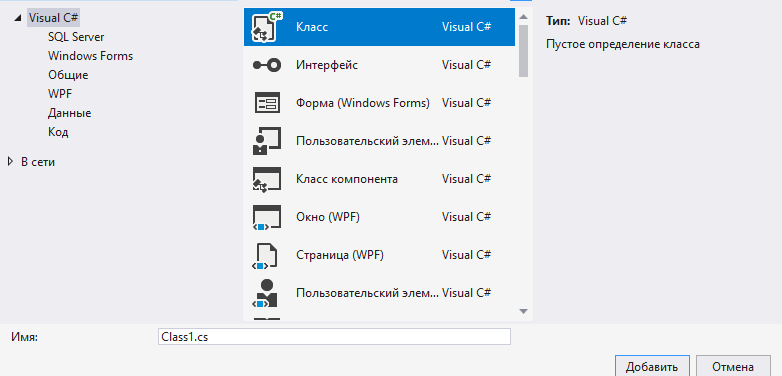 Visual C#
SQL Server
Windows Forms
Общие
WPF
Данные
Код
В сети
C#
Класс Visual C#
Интерфейс Visual C#
Форма (Windows Forms) Visual C#
Пользовательский элем... Visual C#
Класс компонента Visual C#
Окно (WPF) Visual C#
Страница (WPF) Visual C#
Пользовательский элем... Visual C#
Тип: Visual C#
Пустое определение класса
Имя: Class1.cs
Добавить Отмена